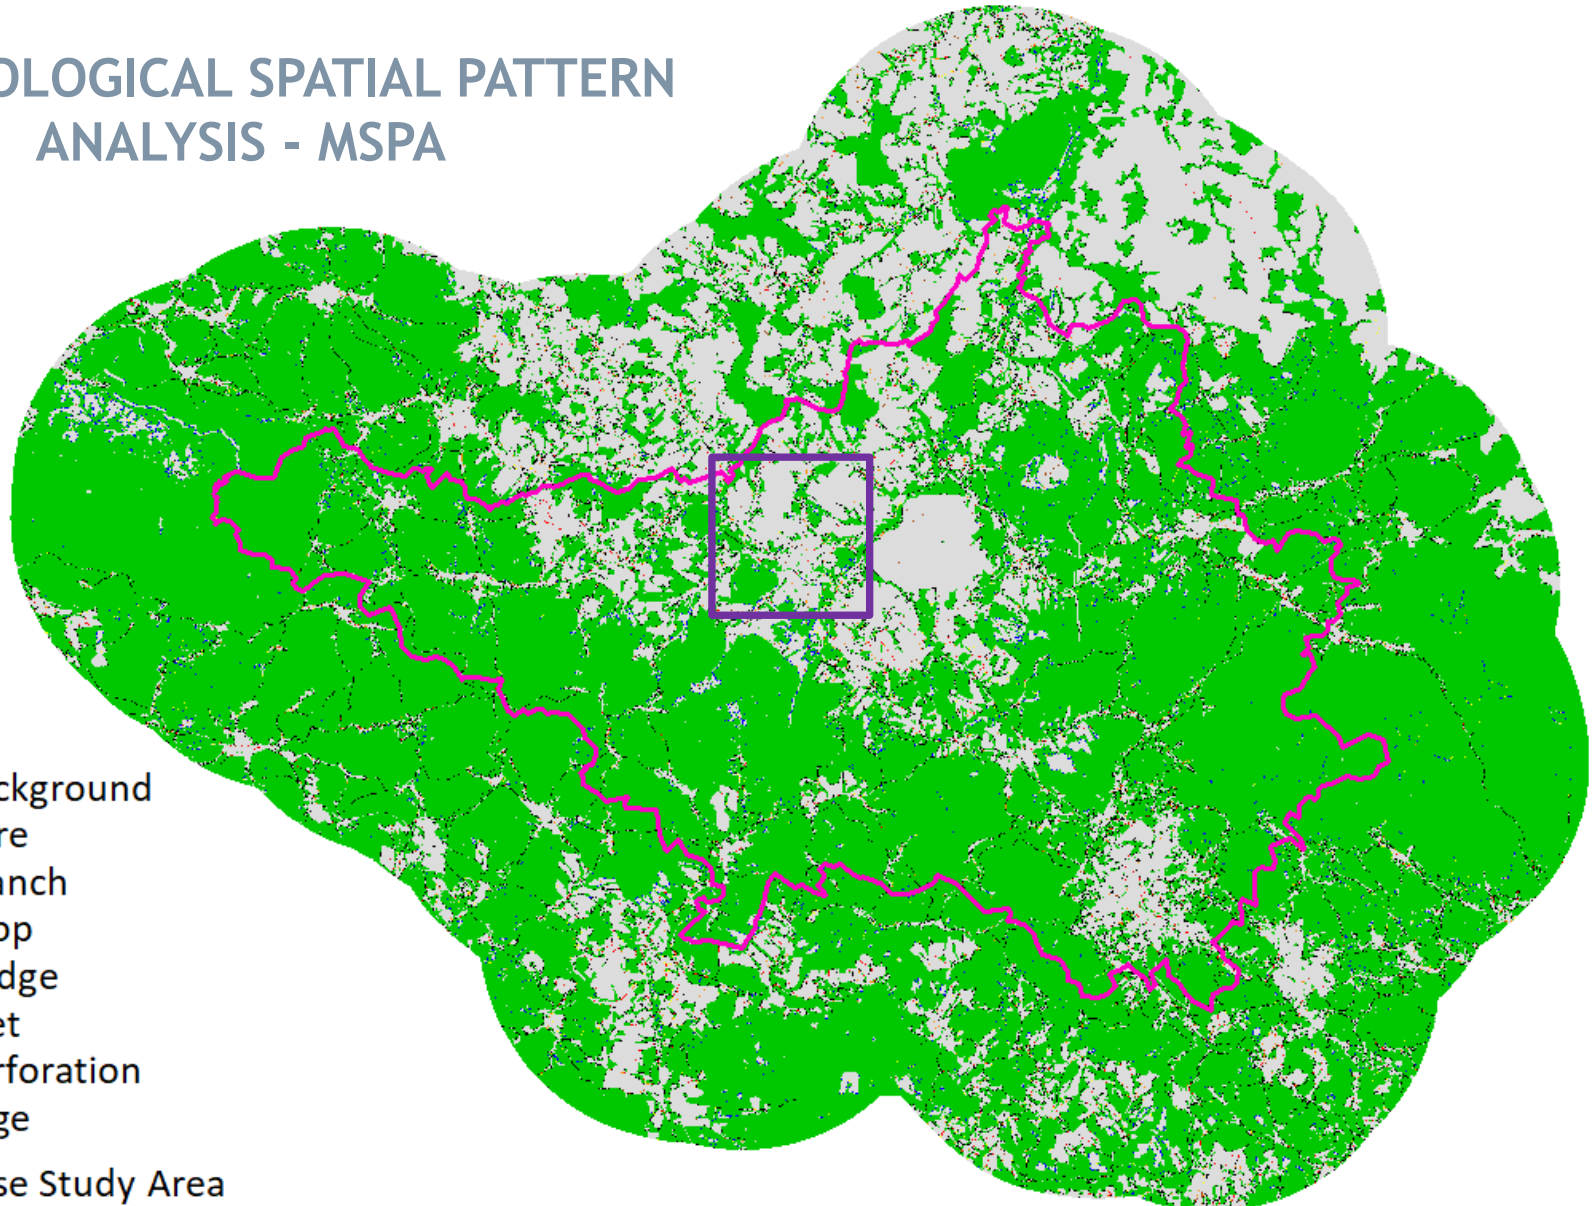 OLOGICAL SPATIAL PATTERN
ANALYSIS - MSPA
ckground
re
anch
op
dge
et
rforation
ge
se Study Area